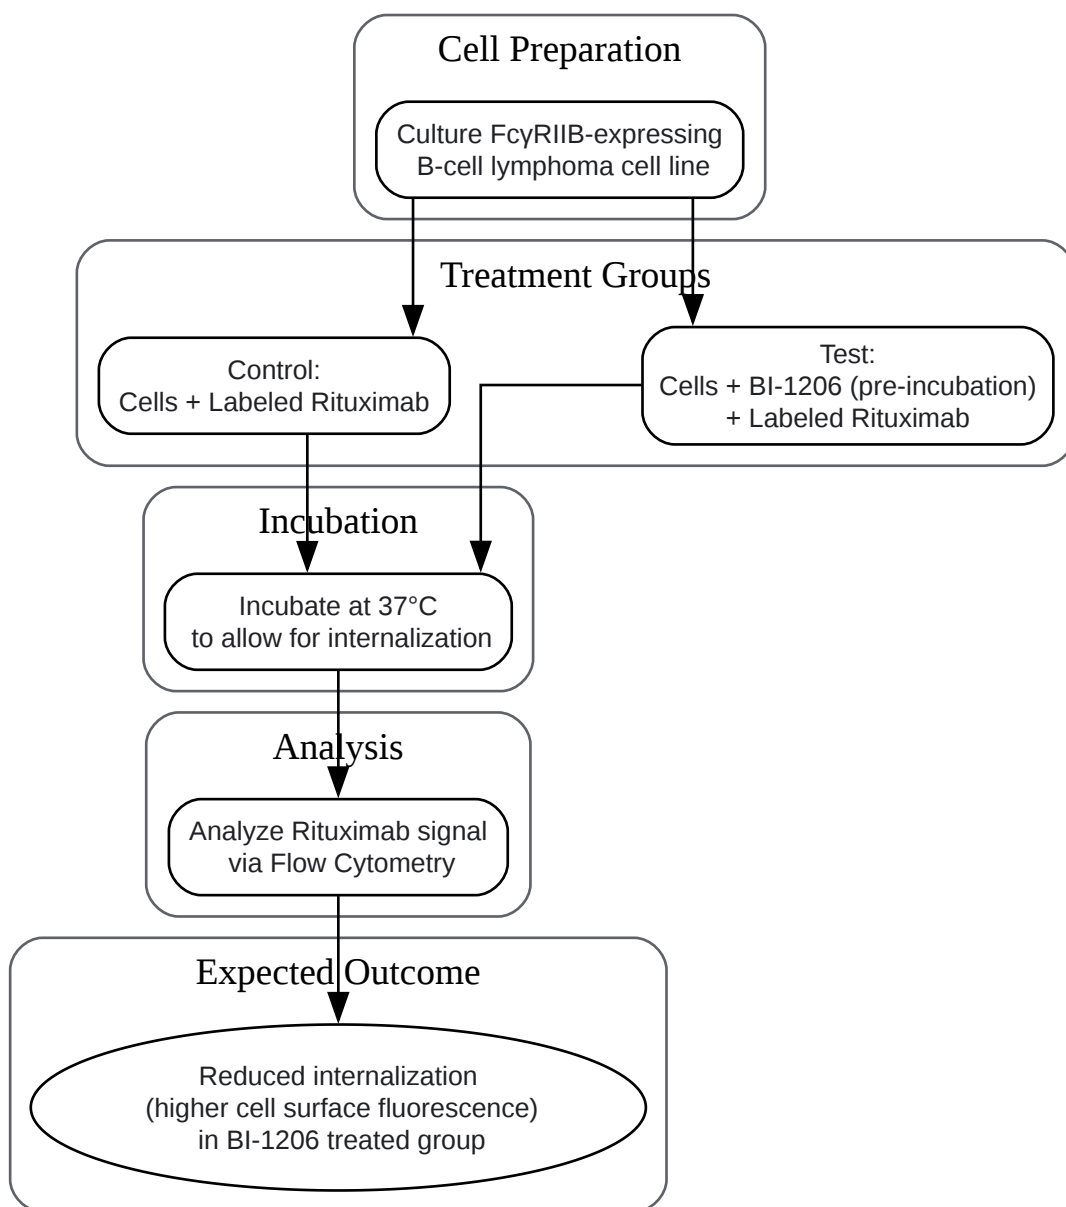 Cell Preparation
Culture FcγRIIB-expressing
B-cell lymphoma cell line
Treatment Groups
Control:
Cells + Labeled Rituximab
Test:
Cells + BI-1206 (pre-incubation)
+ Labeled Rituximab
Incubation
Incubate at 37°C
to allow for internalization
Analysis
Analyze Rituximab signal
via Flow Cytometry
Expected Outcome
Reduced internalization
(higher cell surface fluorescence)
in BI-1206 treated group